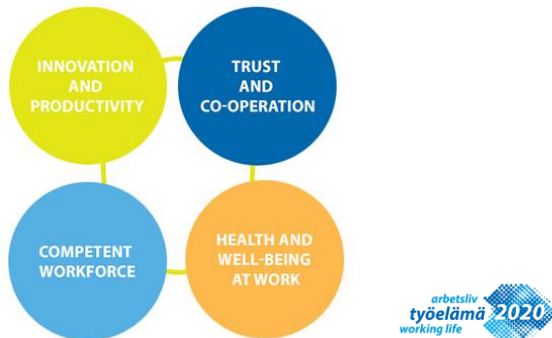 INNOVATION
AND
PRODUCTIVITY
TRUST
AND
CO-OPERATION
COMPETENT
WORKFORCE
HEALTH AND
WELL-BEING
AT WORK
arbetsliv
työelämä 2020
working life